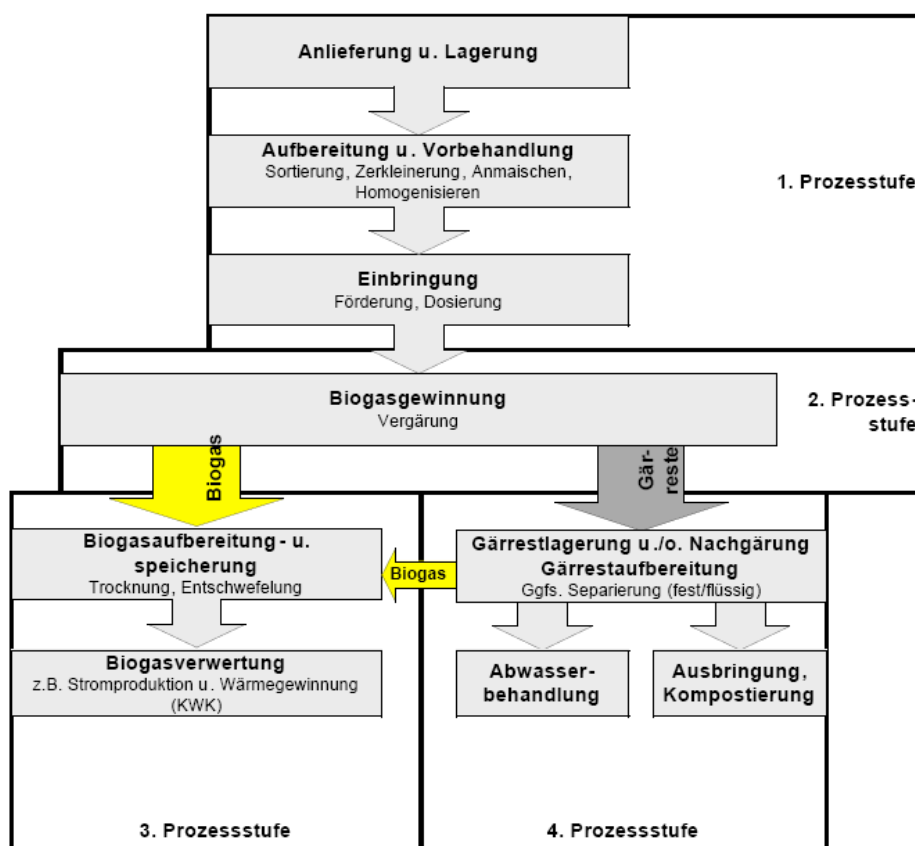 Anlieferung u. Lagerung
Aufbereitung u. Vorbehandlung
Sortierung, Zerkleinerung, Anmaischen,
Homogenisieren
1. Prozesstufe
Einbringung
Förderung, Dosierung
Biogasgewinnung
Vergärung
2. Prozess-
stufe
Biogas
Gär-
reste
Biogasaufbereitung - u.
speicherung
Trocknung, Entschwefelung
Biogas
Gärrestlagerung u./o. Nachgärung
Gärrestaufbereitung
Ggfs. Separierung (fest/flüssig)
Biogasverwertung
z.B. Stromproduktion u. Wärmegewinnung
(KWK)
Abwasser-
behandlung
Ausbringung,
Kompostierung
3. Prozessstufe
4. Prozessstufe